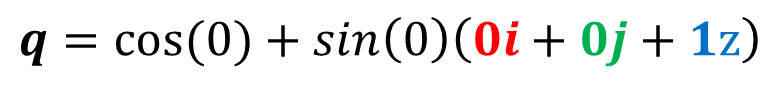 q = cos(0) + sin(0)(0i + 0j + 1z)